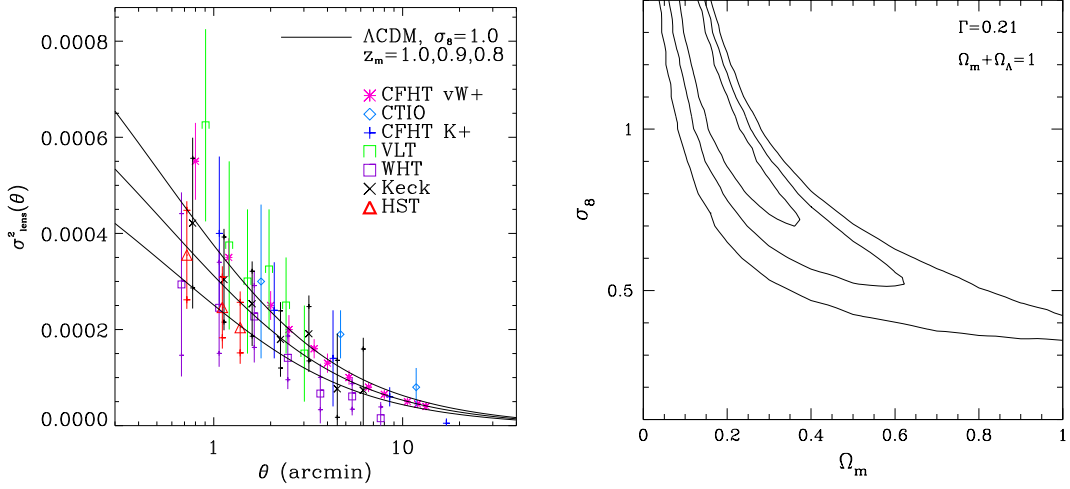 0.0008
0.0006
0.0004
0.0002
0.0000
σ²lens(θ)
1
10
θ (arcmin)
ΛCDM, σ8=1.0
zm=1.0,0.9,0.8
CFHT vW+
CTIO
CFHT K+
VLT
WHT
Keck
HST
Γ=0.21
Ωm+ΩΛ=1
1
0.5
σ8
0
0.2
0.4
0.6
0.8
1
Ωm